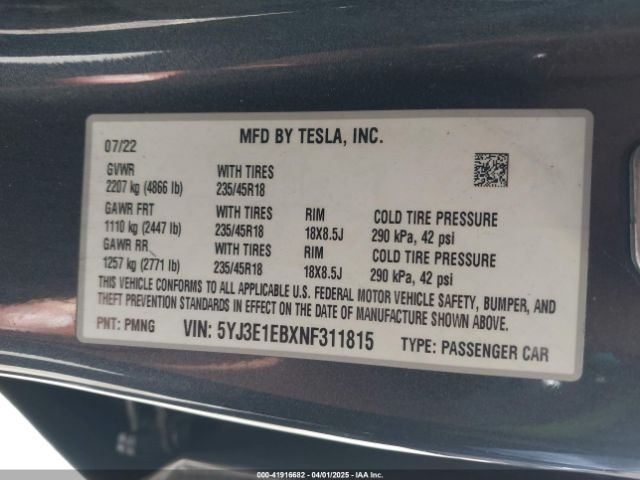 MFD BY TESLA, INC.
07/22
GVWR WITH TIRES
2207 kg (4866 lb) 235/45R18
GAWR FRT WITH TIRES RIM COLD TIRE PRESSURE
1110 kg (2447 lb) 235/45R18 18X8.5J 290 kPa, 42 psi
GAWR RR WITH TIRES RIM COLD TIRE PRESSURE
1257 kg (2771 lb) 235/45R18 18X8.5J 290 kPa, 42 psi
THIS VEHICLE CONFORMS TO ALL APPLICABLE U.S. FEDERAL MOTOR VEHICLE SAFETY, BUMPER, AND
THEFT PREVENTION STANDARDS IN EFFECT ON THE DATE OF MANUFACTURE SHOWN ABOVE.
PNT: PMNG VIN: 5YJ3E1EBXNF311815 TYPE: PASSENGER CAR
00-41916682 - 04/01/2025 - IAA Inc.